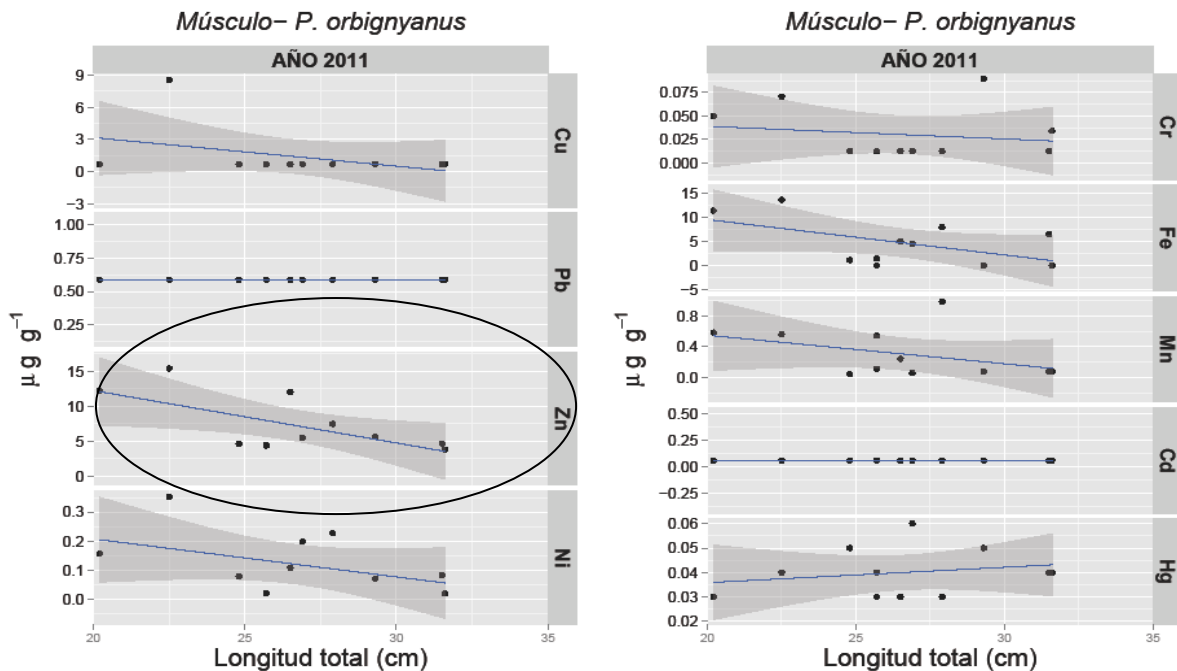 Músculo− P. orbignyanus
AÑO 2011
9
6
3
0
−3
Cu
1.00
0.75
0.50
0.25
Pb
15
10
5
0
Zn
0.3
0.2
0.1
0.0
Ni
µ g g−1
20
25
30
35
Longitud total (cm)
Músculo− P. orbignyanus
AÑO 2011
0.075
0.050
0.025
0.000
Cr
15
10
5
0
−5
Fe
0.8
0.4
0.0
Mn
0.50
0.25
0.00
−0.25
Cd
0.06
0.05
0.04
0.03
0.02
Hg
µ g g−1
20
25
30
35
Longitud total (cm)